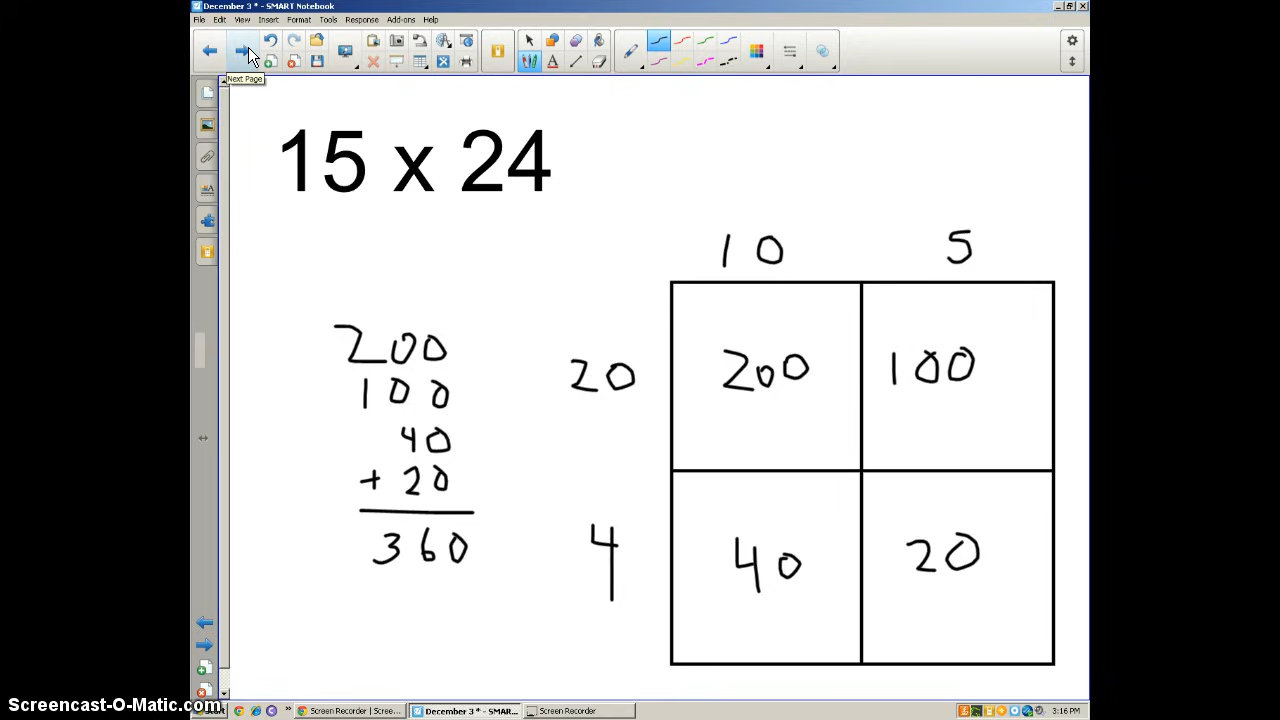 December 3 * - SMART Notebook
File Edit View Insert Format Tools Response Add-ons Help
Next Page
15 x 24
10 5
200
100
40
+ 20
360
20 200 100
4 40 20
Screencast-O-Matic.com
Screen Recorder | Scree... December 3 * - SMAR... Screen Recorder 3:16 PM